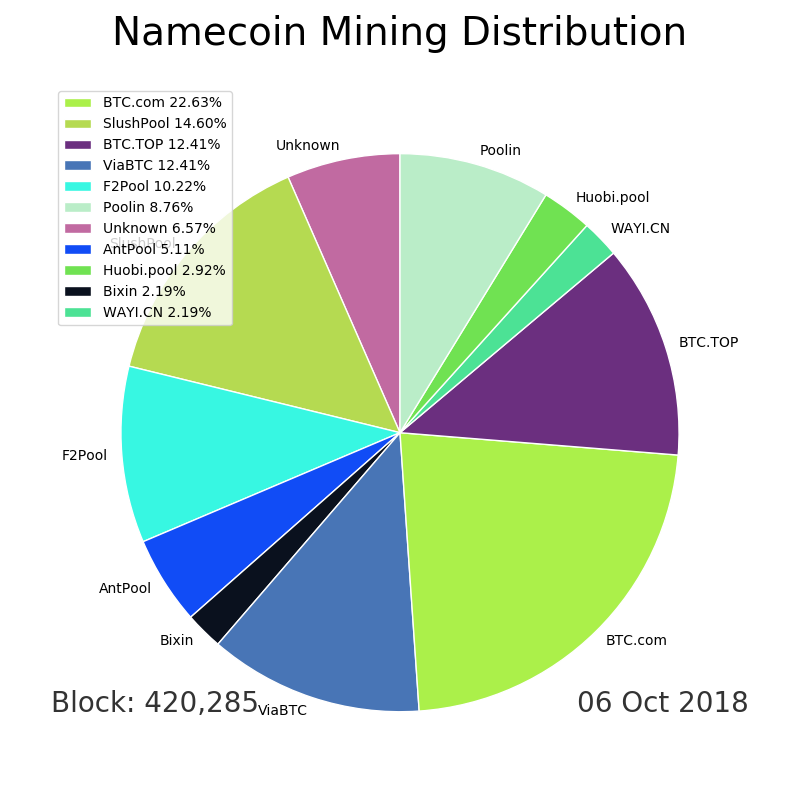 Namecoin Mining Distribution
BTC.com 22.63%
SlushPool 14.60%
BTC.TOP 12.41%
ViaBTC 12.41%
F2Pool 10.22%
Poolin 8.76%
Unknown 6.57%
AntPool 5.11%
Huobi.pool 2.92%
Bixin 2.19%
WAYI.CN 2.19%
Unknown
Poolin
Huobi.pool
WAYI.CN
SlushPool
BTC.TOP
F2Pool
AntPool
Bixin
BTC.com
ViaBTC
Block: 420,285
06 Oct 2018